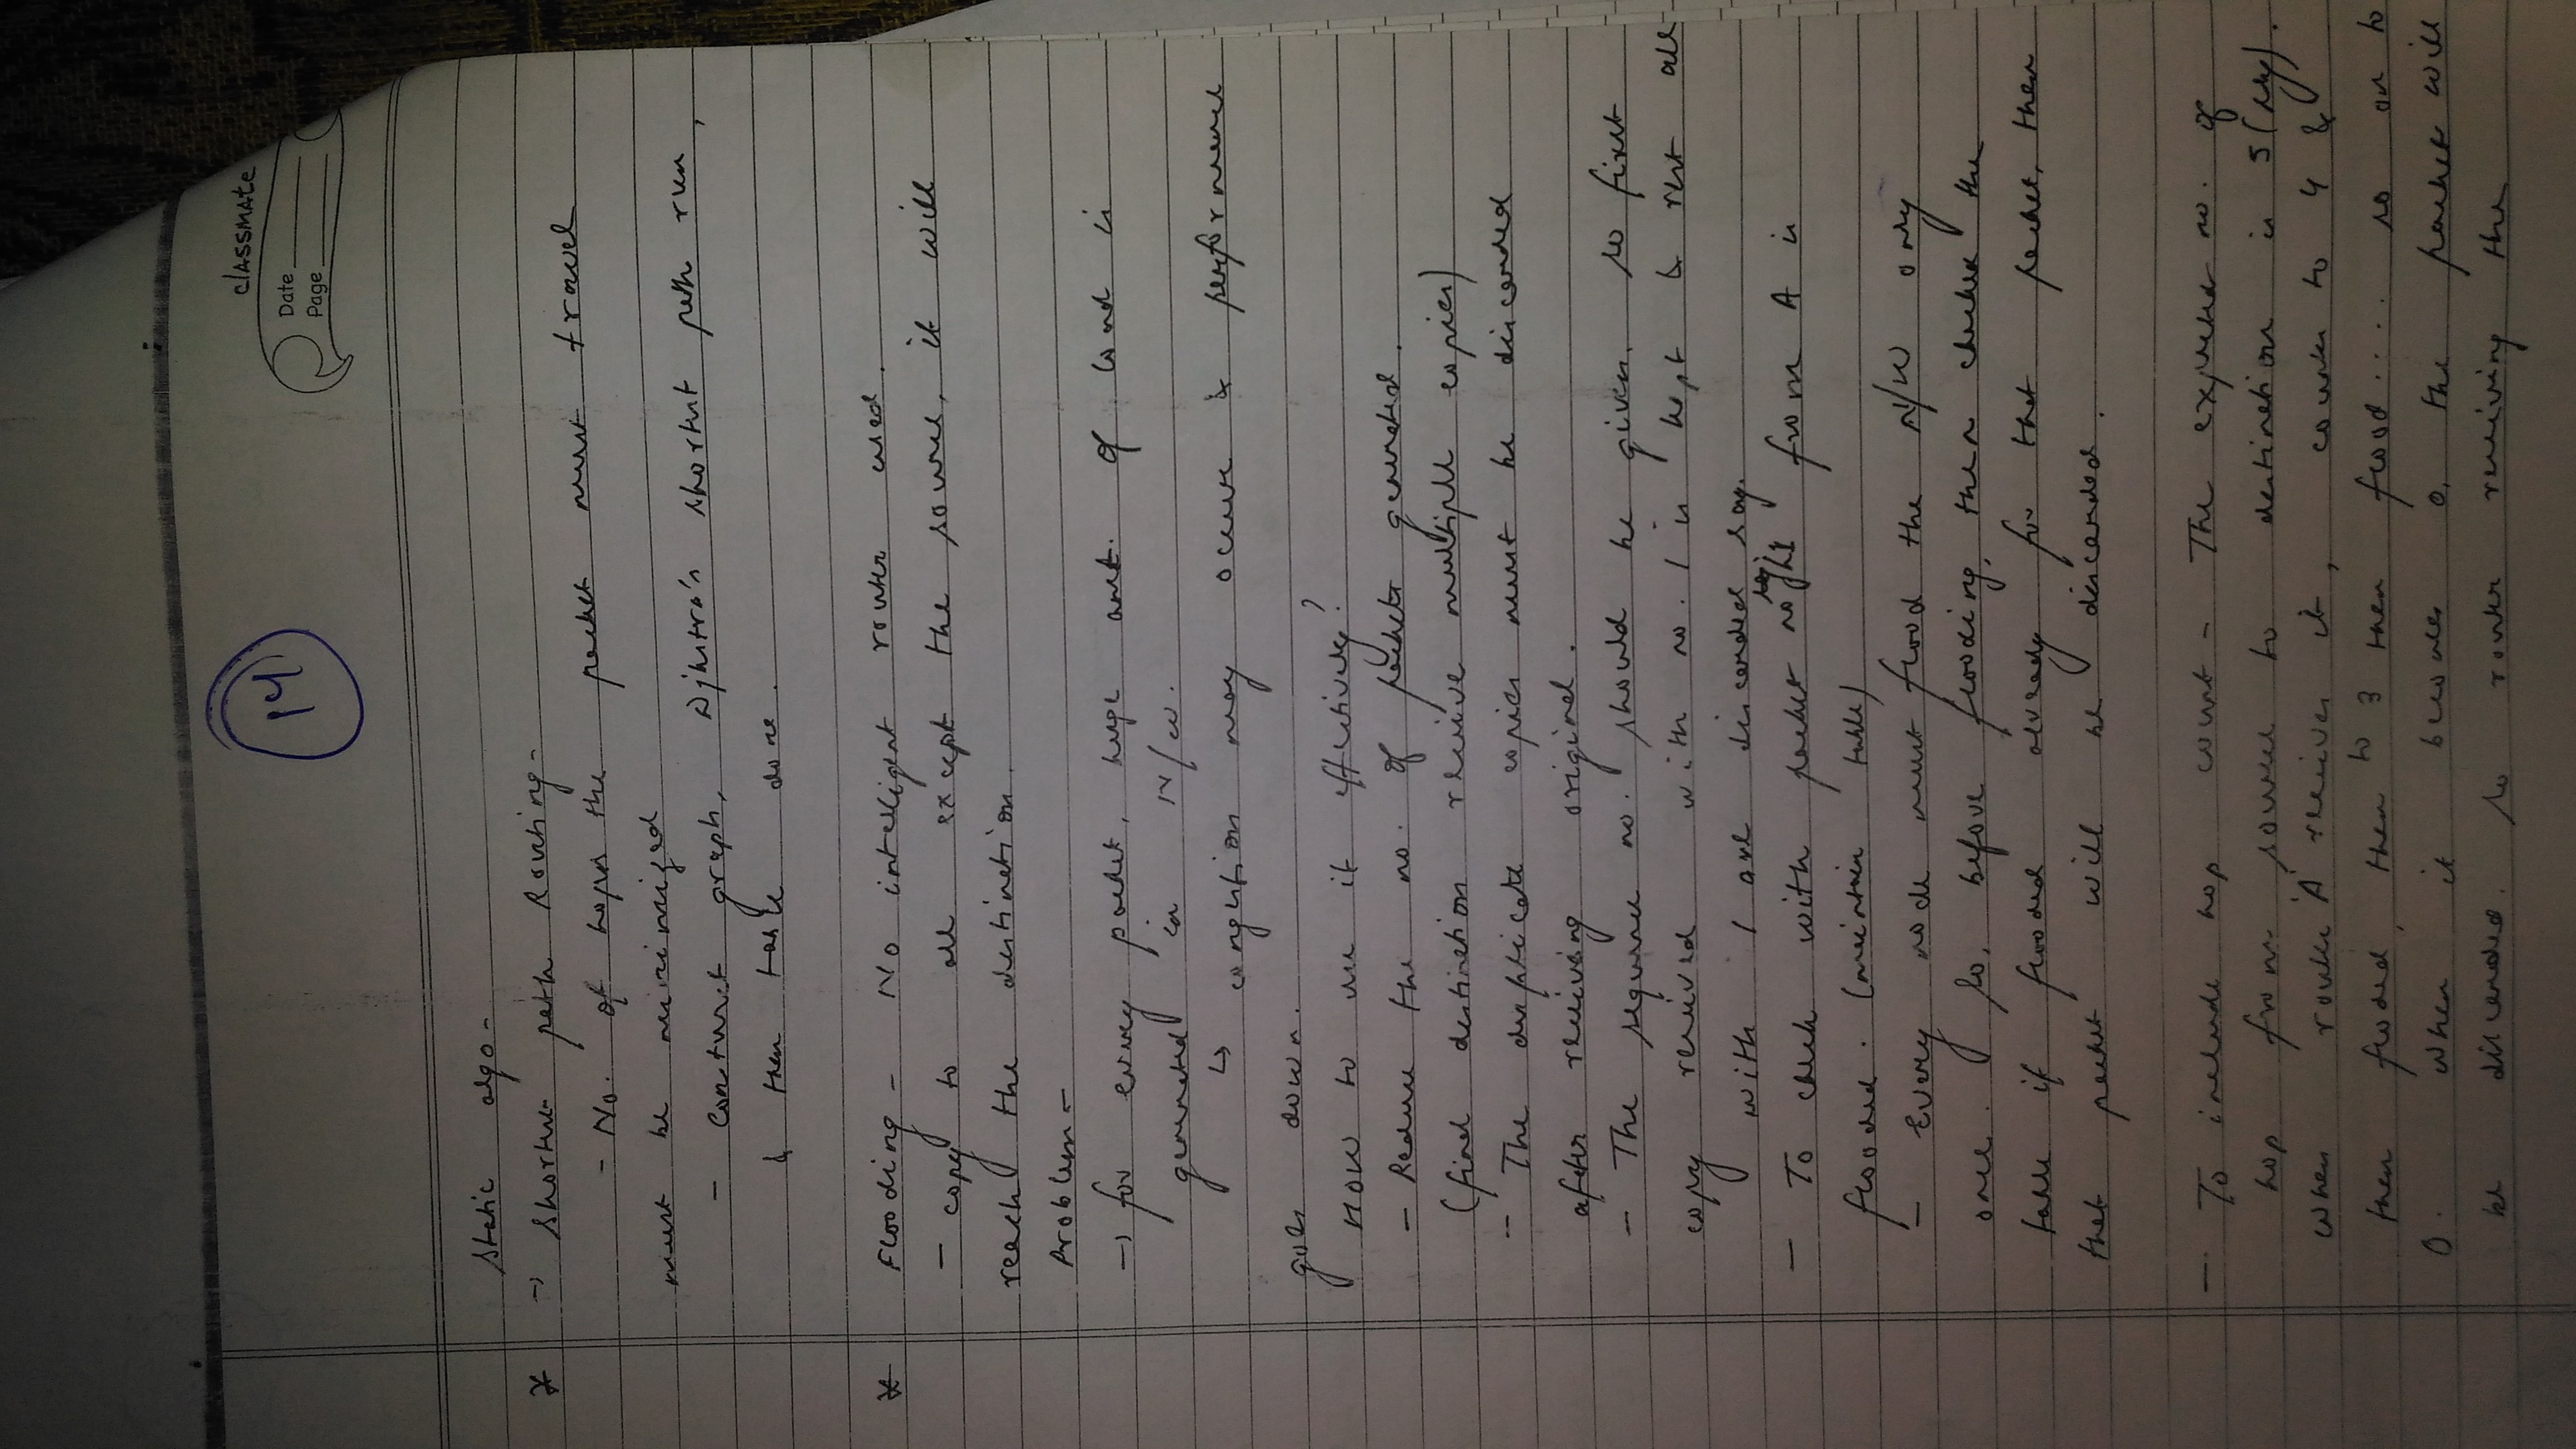 classmate
Date
Page
14
Static algo-
* → Shortest path Routing-
- No. of hops the packet must travel
must be minimized
- Construct graph, Dijkstra's shortest path run,
& then task done.
* Flooding - No intelligent router used.
- copy to all except the source, it will
reach the destination.
Problem-
→ for every packet, huge amt. of load is
generated in N/w.
↳ congestion may occur & performance
goes down.
How to use it effectively?
- Reduce the no. of packets generated.
(final destination receive multiple copies)
- The duplicate copies must be discarded
after receiving original.
- The sequence no. should be given, so first
copy received with no. 1 is kept & rest all
with 1 are discarded say.
- To check with packet no. from A is
flooded. (maintain table)
- Every node must flood the N/W only
once. So, before flooding, then checked the
table if flooded already for that packet, then
that packet will be discarded.
- To include hop count - The expected no. of
hop from source to destination is 5 (say).
when router A receives it, counter to 4 &
then flooded, then to 3 then flood.... so on to
0. when it becomes 0, the packet will
be discarded. So router receiving the